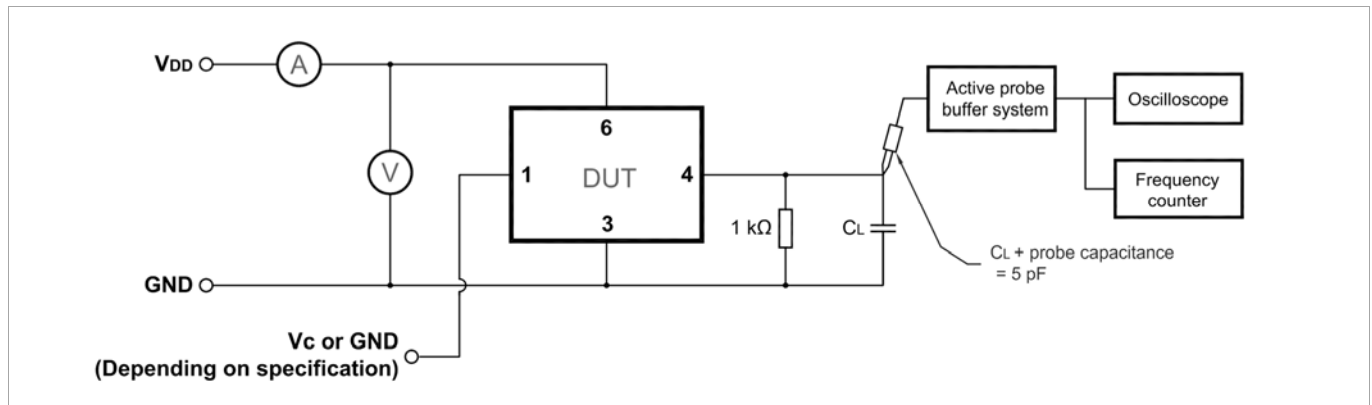 VDD
A
Active probe
buffer system
Oscilloscope
6
V
1
DUT
4
3
1 kΩ
CL
Frequency
counter
CL + probe capacitance
= 5 pF
GND
Vc or GND
(Depending on specification)